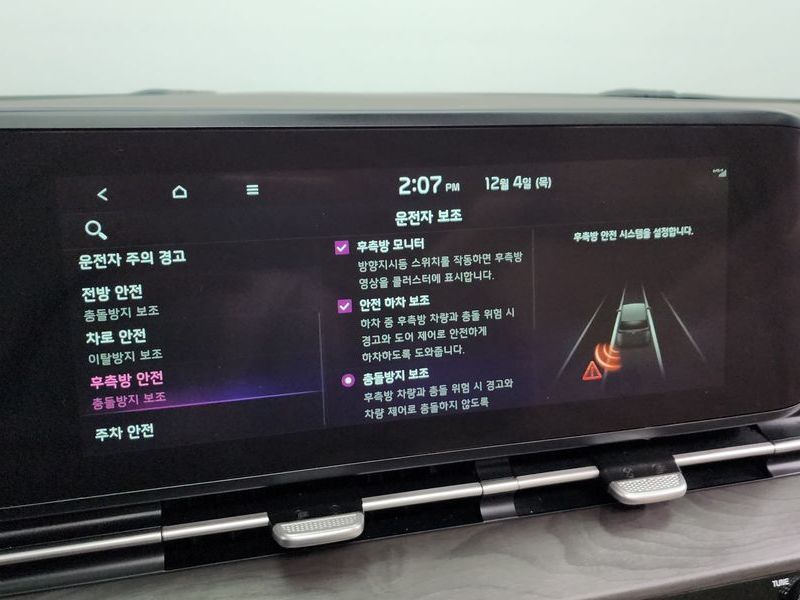 2:07 PM 12월 4일 (목)
운전자 보조
운전자 주의 경고
전방 안전
충돌방지 보조
차로 안전
이탈방지 보조
후측방 안전
충돌방지 보조
주차 안전
후측방 모니터
방향지시등 스위치를 작동하면 후측방
영상을 클러스터에 표시합니다.
안전 하차 보조
하차 중 후측방 차량과 충돌 위험 시
경고와 도어 제어로 안전하게
하차하도록 도와줍니다.
충돌방지 보조
후측방 차량과 충돌 위험 시 경고와
차량 제어로 충돌하지 않도록
후측방 안전 시스템을 설정합니다.
TUNE